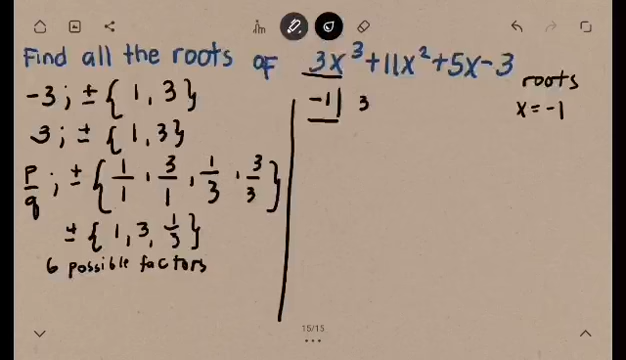 Find all the roots of 3x³+11x²+5x-3
-3; ± { 1, 3 }
3; ± { 1, 3 }
p/q; ± { 1/1, 3/1, 1/3, 3/3 }
± { 1, 3, 1/3 }
6 possible factors
-1| 3
roots
x = -1
15/15